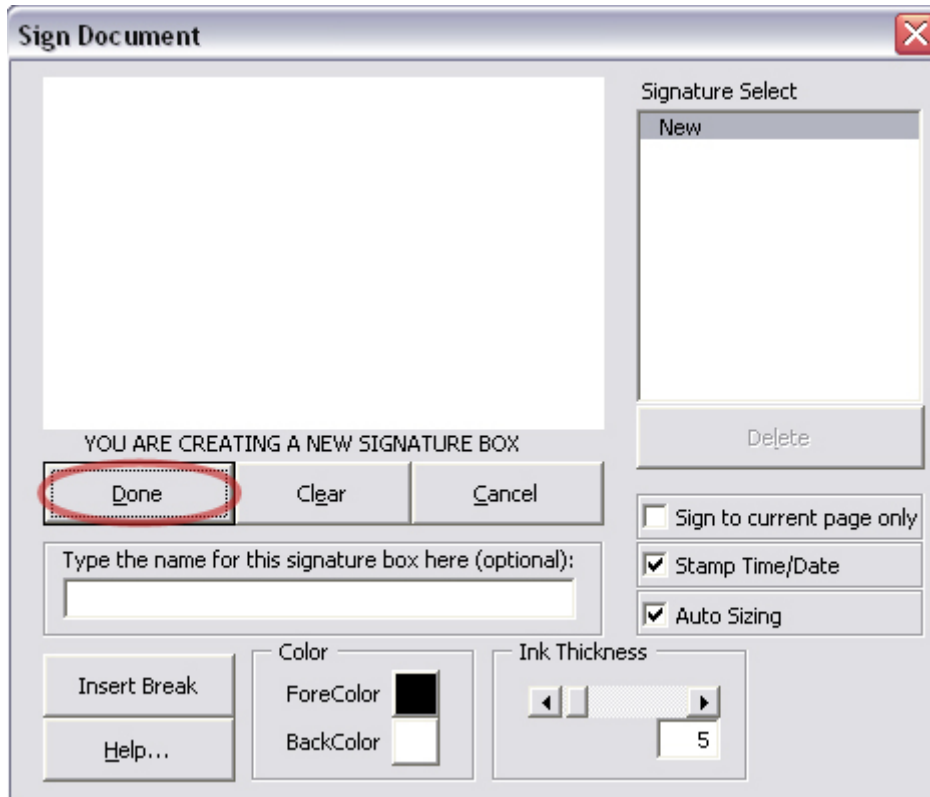 Sign Document
Signature Select
New
YOU ARE CREATING A NEW SIGNATURE BOX
Delete
Done
Clear
Cancel
Sign to current page only
Type the name for this signature box here (optional):
Stamp Time/Date
Auto Sizing
Insert Break
Help...
Color
ForeColor
BackColor
Ink Thickness
5